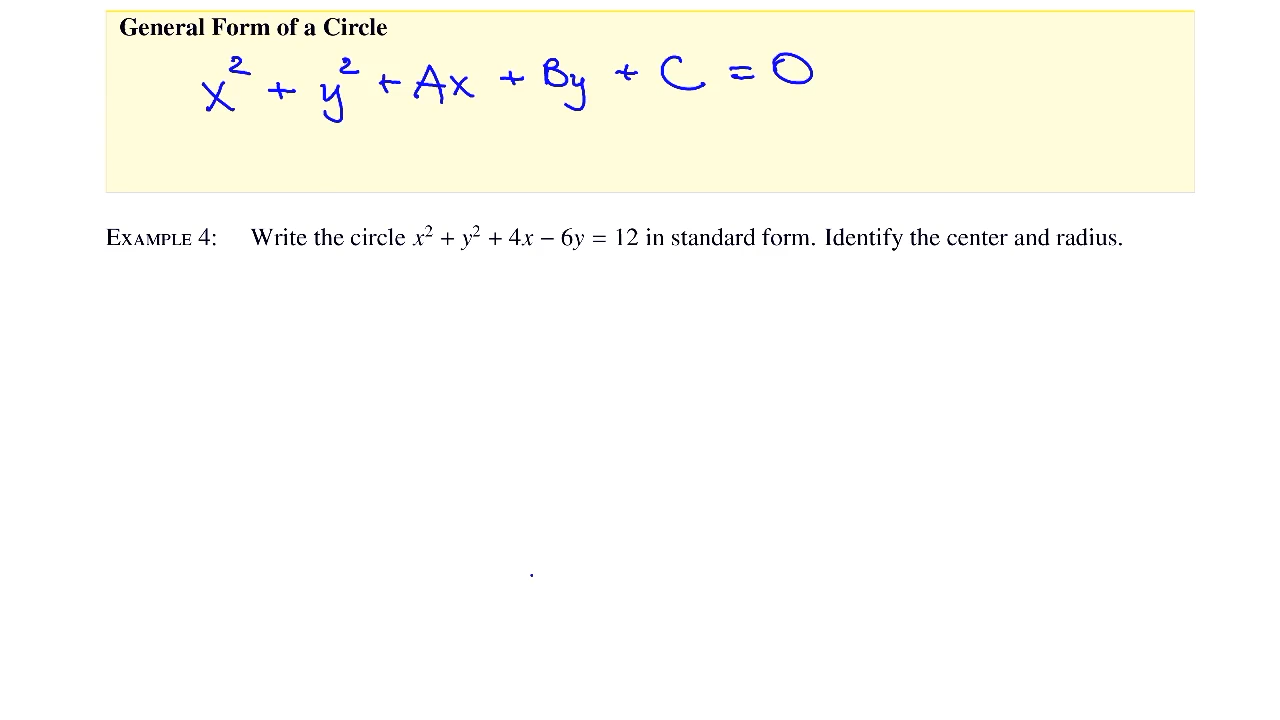 General Form of a Circle
x² + y² + Ax + By + C = 0
EXAMPLE 4: Write the circle x² + y² + 4x − 6y = 12 in standard form. Identify the center and radius.